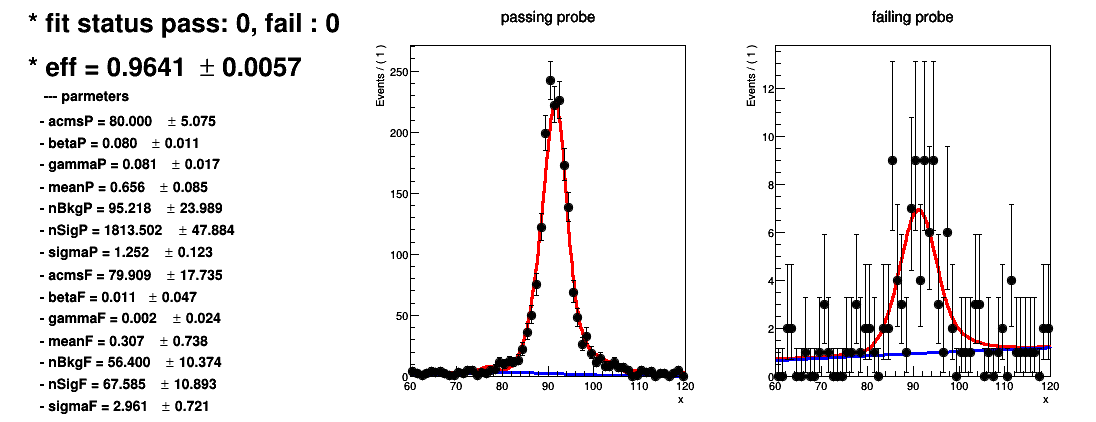 * fit status pass: 0, fail : 0
* eff = 0.9641 ± 0.0057
--- parmeters
- acmsP = 80.000 ± 5.075
- betaP = 0.080 ± 0.011
- gammaP = 0.081 ± 0.017
- meanP = 0.656 ± 0.085
- nBkgP = 95.218 ± 23.989
- nSigP = 1813.502 ± 47.884
- sigmaP = 1.252 ± 0.123
- acmsF = 79.909 ± 17.735
- betaF = 0.011 ± 0.047
- gammaF = 0.002 ± 0.024
- meanF = 0.307 ± 0.738
- nBkgF = 56.400 ± 10.374
- nSigF = 67.585 ± 10.893
- sigmaF = 2.961 ± 0.721
passing probe
Events / ( 1 )
250
200
150
100
50
0
60 70 80 90 100 110 120
x
failing probe
Events / ( 1 )
12
10
8
6
4
2
0
60 70 80 90 100 110 120
x